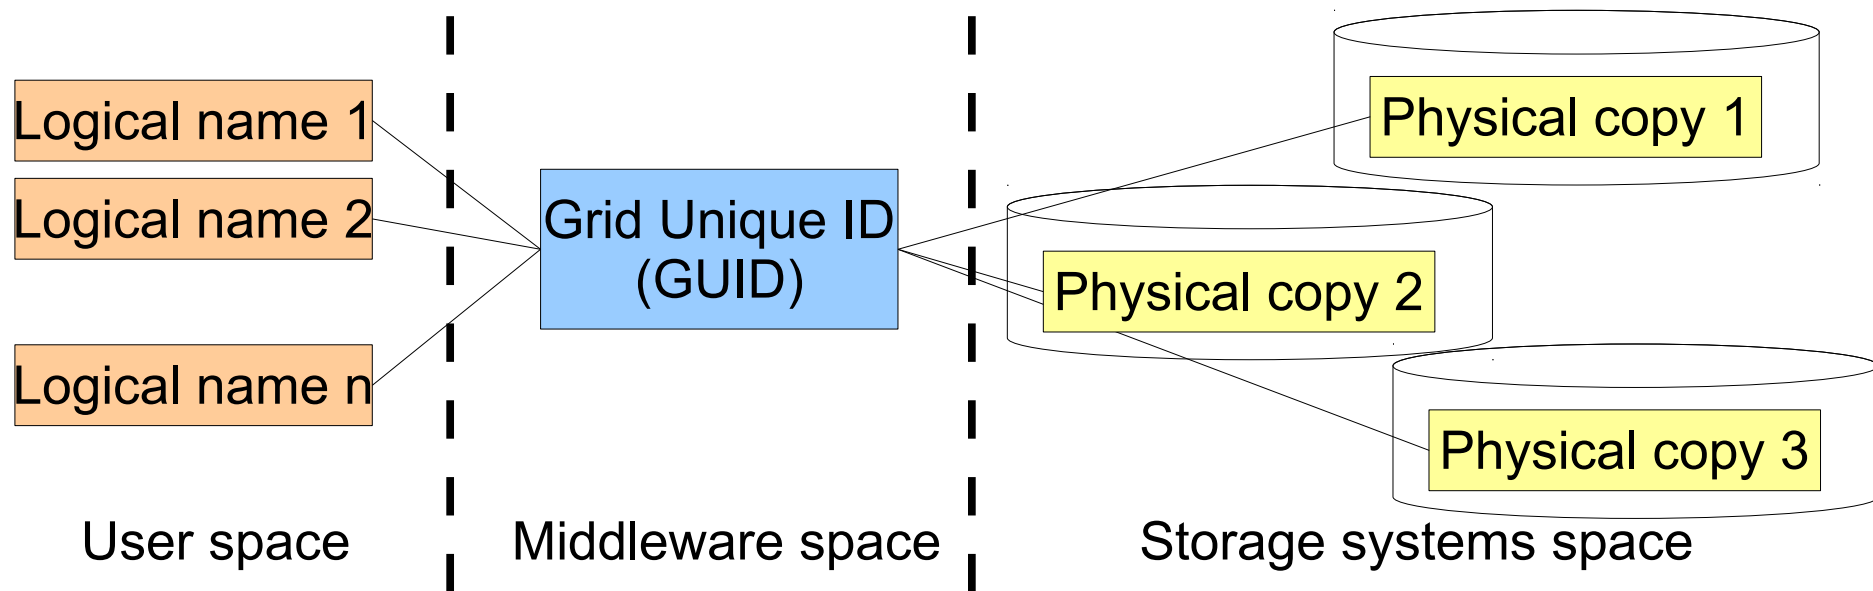 Logical name 1
Logical name 2
Logical name n
Grid Unique ID
(GUID)
Physical copy 1
Physical copy 2
Physical copy 3
User space
Middleware space
Storage systems space